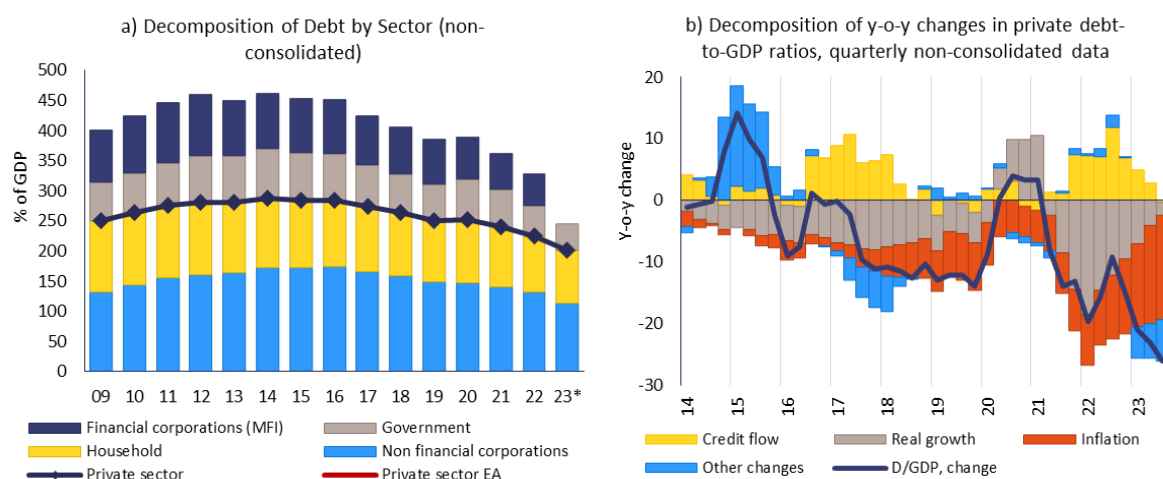 a) Decomposition of Debt by Sector (non-
consolidated)
500
450
400
350
300
250
200
150
100
50
0
% of GDP
09 10 11 12 13 14 15 16 17 18 19 20 21 22 23*
Financial corporations (MFI) Government
Household Non financial corporations
Private sector Private sector EA
b) Decomposition of y-o-y changes in private debt-
to-GDP ratios, quarterly non-consolidated data
20
10
0
-10
-20
-30
Y-o-y change
14 15 16 17 18 19 20 21 22 23
Credit flow Real growth Inflation
Other changes D/GDP, change